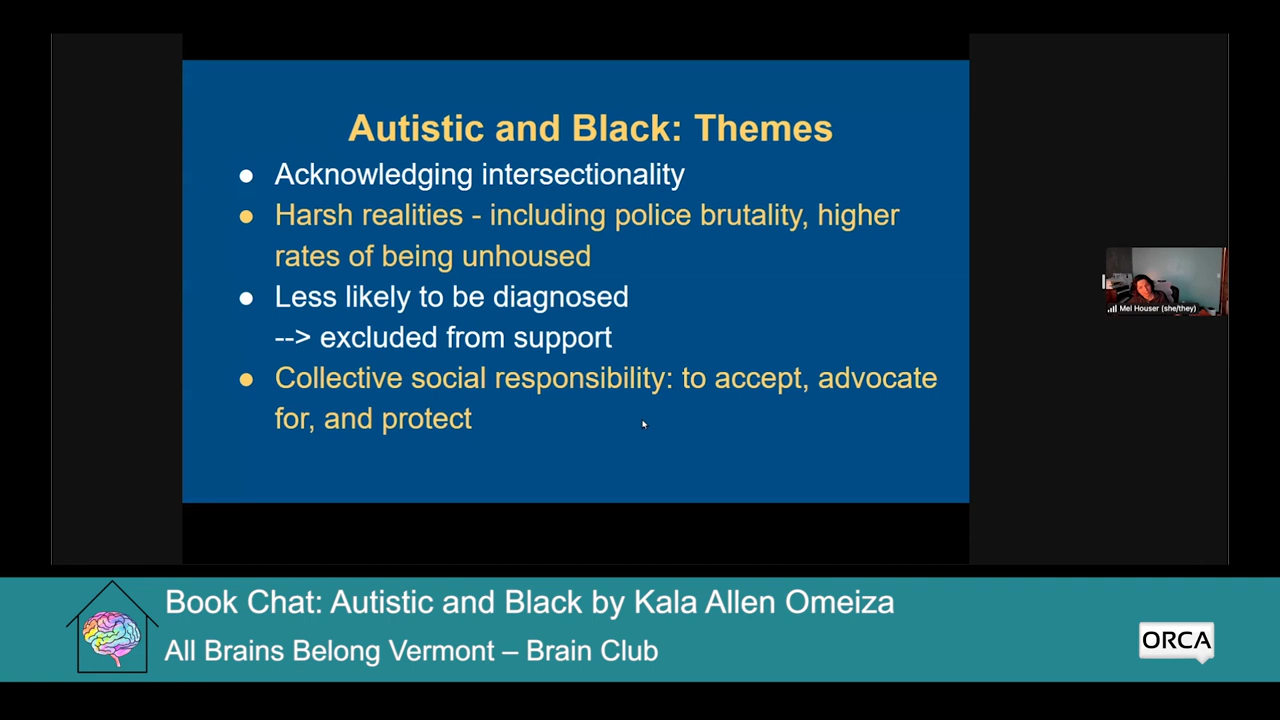 Autistic and Black: Themes
● Acknowledging intersectionality
● Harsh realities - including police brutality, higher
rates of being unhoused
● Less likely to be diagnosed
--> excluded from support
● Collective social responsibility: to accept, advocate
for, and protect
Mel Houser (she/they)
Book Chat: Autistic and Black by Kala Allen Omeiza
All Brains Belong Vermont – Brain Club
ORCA